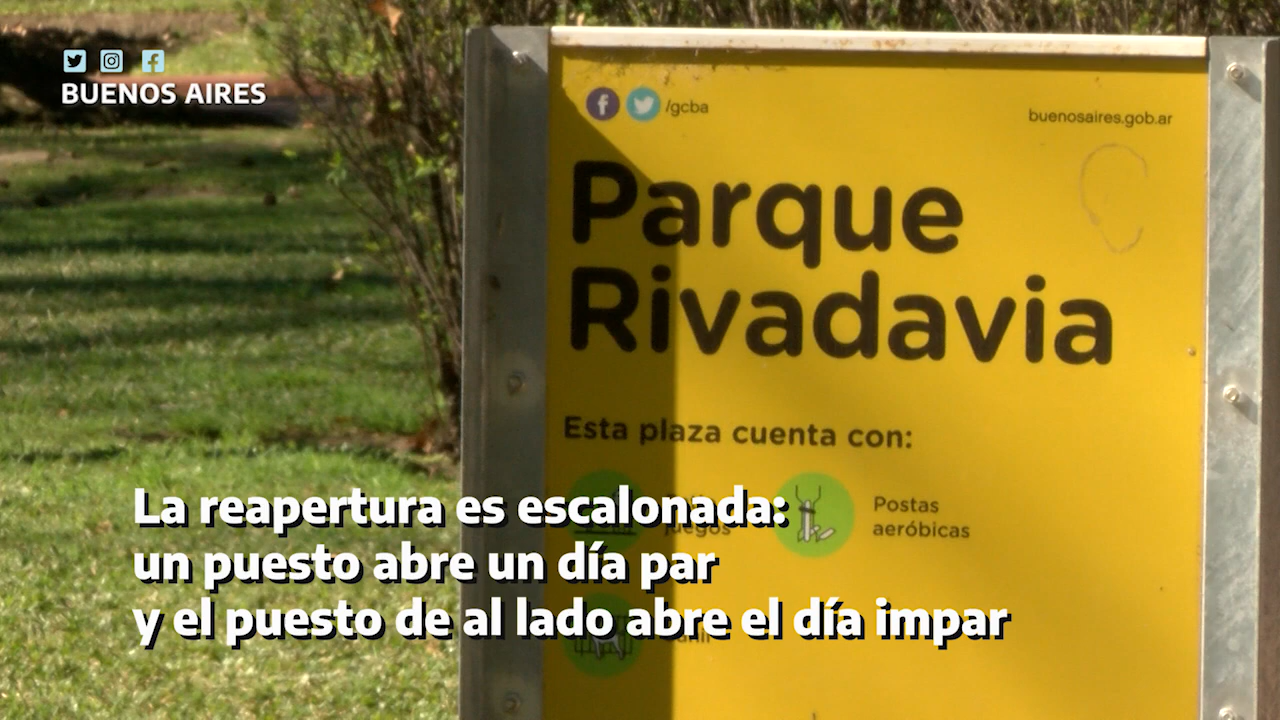 BUENOS AIRES
/gcba
buenosaires.gob.ar
Parque
Rivadavia
Esta plaza cuenta con:
juegos
Postas
aeróbicas
La reapertura es escalonada:
un puesto abre un día par
y el puesto de al lado abre el día impar